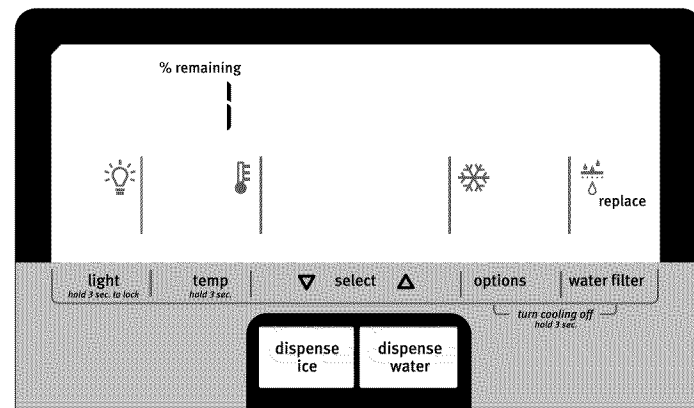 % remaining
1
replace
light
hold 3 sec. to lock
temp
hold 3 sec.
select
options
water filter
turn cooling off
hold 3 sec.
dispense
ice
dispense
water